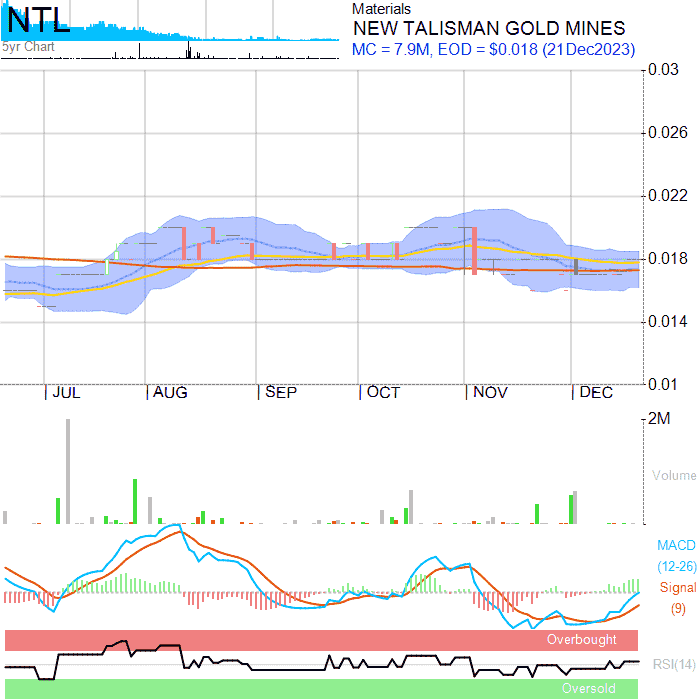 NTL
5yr Chart
Materials
NEW TALISMAN GOLD MINES
MC = 7.9M, EOD = $0.018 (21Dec2023)
0.03
0.026
0.022
0.018
0.014
0.01
JUL AUG SEP OCT NOV DEC
2M
Volume
MACD
(12-26)
Signal
(9)
Overbought
RSI(14)
Oversold